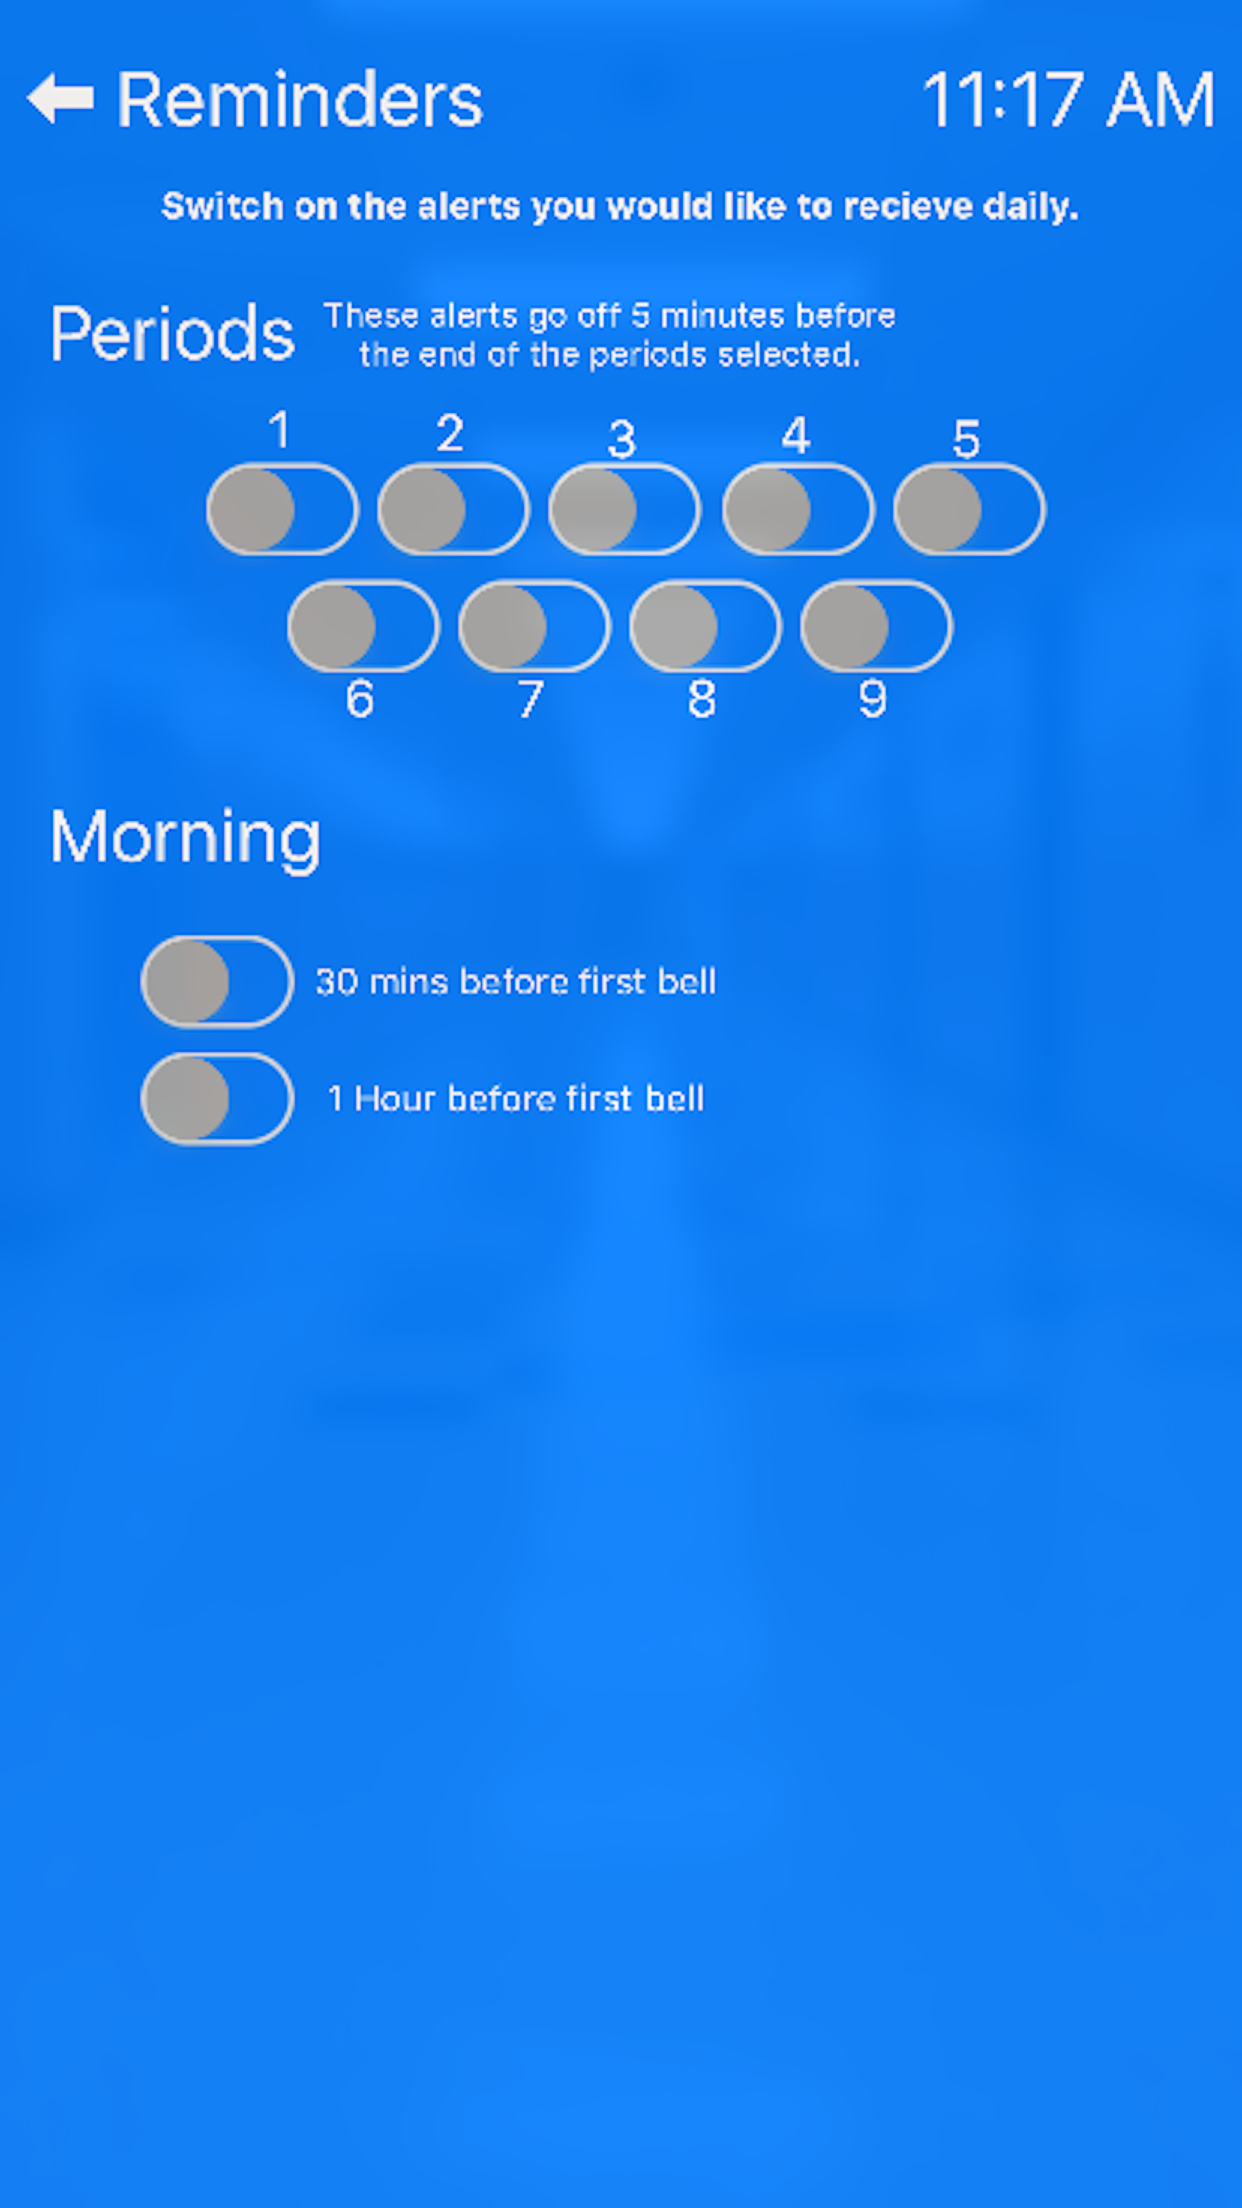 Reminders
11:17 AM
Switch on the alerts you would like to recieve daily.
Periods
These alerts go off 5 minutes before
the end of the periods selected.
1 2 3 4 5
6 7 8 9
Morning
30 mins before first bell
1 Hour before first bell